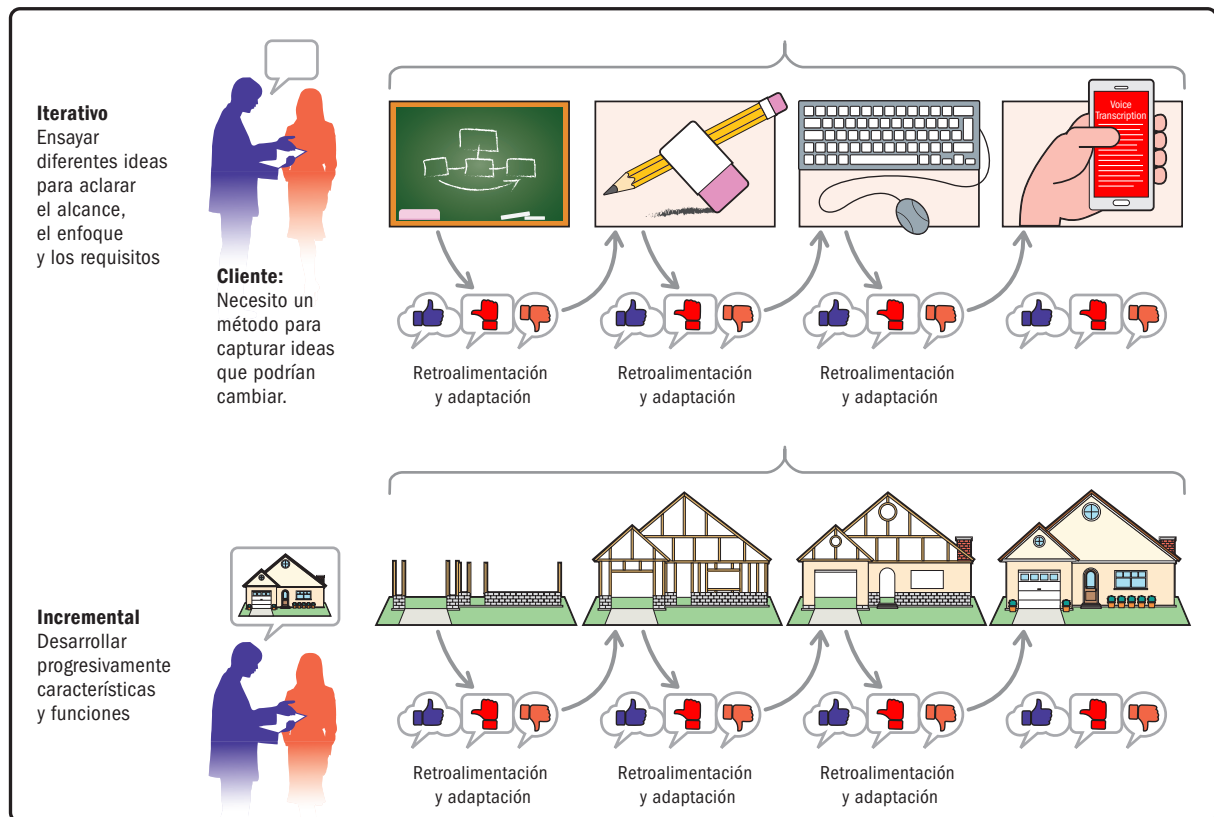 Iterativo
Ensayar
diferentes ideas
para aclarar
el alcance,
el enfoque
y los requisitos
Cliente:
Necesito un
método para
capturar ideas
que podrían
cambiar.
Voice
Transcription
Retroalimentación
y adaptación
Retroalimentación
y adaptación
Retroalimentación
y adaptación
Incremental
Desarrollar
progresivamente
características
y funciones
Retroalimentación
y adaptación
Retroalimentación
y adaptación
Retroalimentación
y adaptación